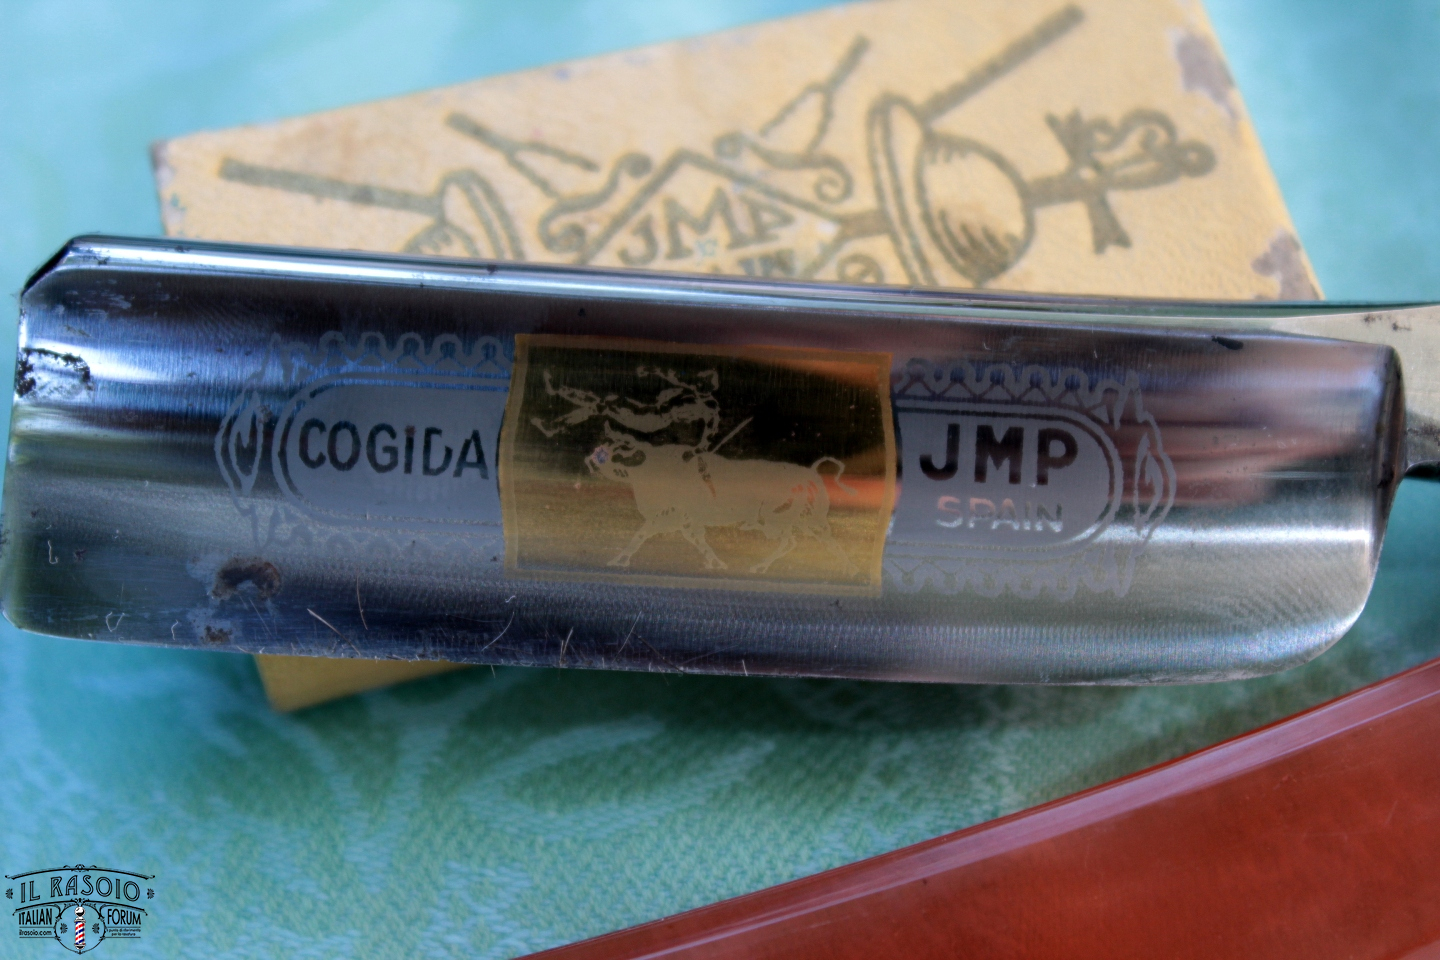 JMP
COGIDA
JMP
SPAIN
IL RASOIO
ITALIAN FORUM
ilrasoio.com